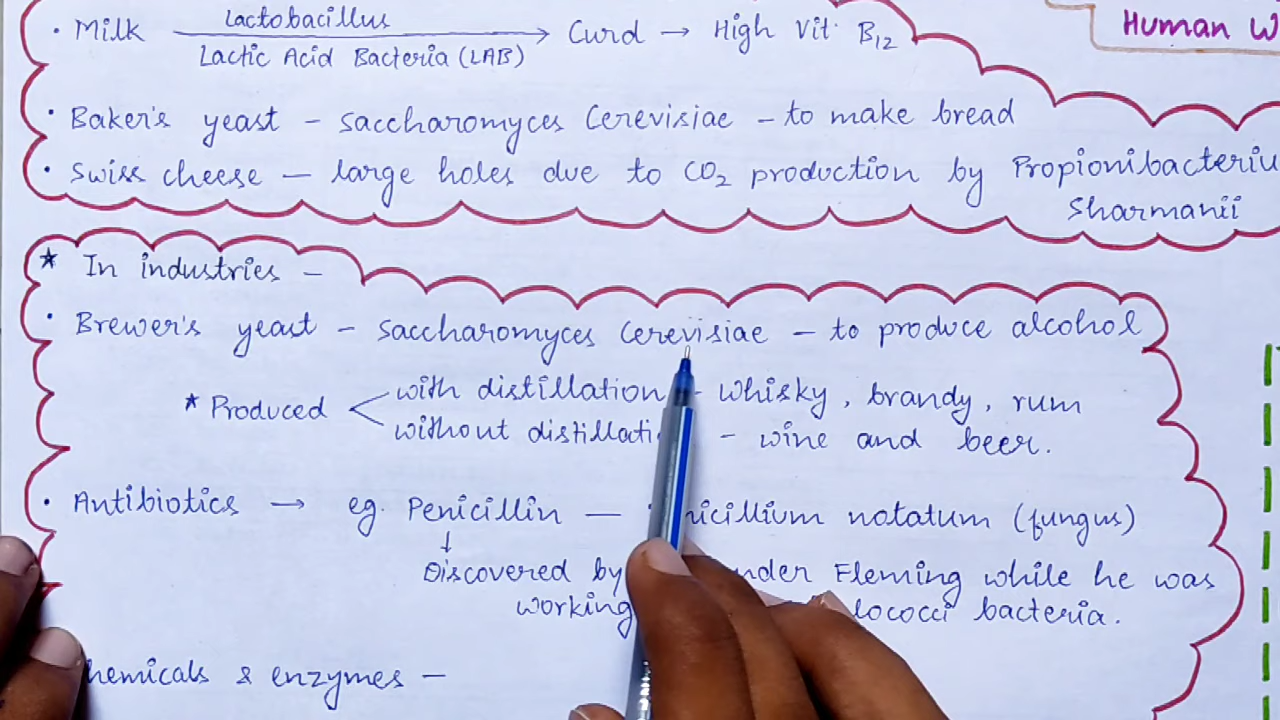 Lactobacillus
• Milk → Curd → High Vit. B12
Lactic Acid Bacteria (LAB)
Human W
• Baker's yeast - Saccharomyces Cerevisiae - to make bread
• Swiss cheese - large holes due to CO2 production by Propionibacteriu
Sharmanii
* In industries -
• Brewer's yeast - Saccharomyces Cerevisiae - to produce alcohol
* Produced
with distillation - whisky, brandy, rum
without distillati - wine and beer.
• Antibiotics → eg. Penicillin - nicillium notatum (fungus)
↓
Discovered by nder Fleming while he was
working lococci bacteria.
hemicals & enzymes -